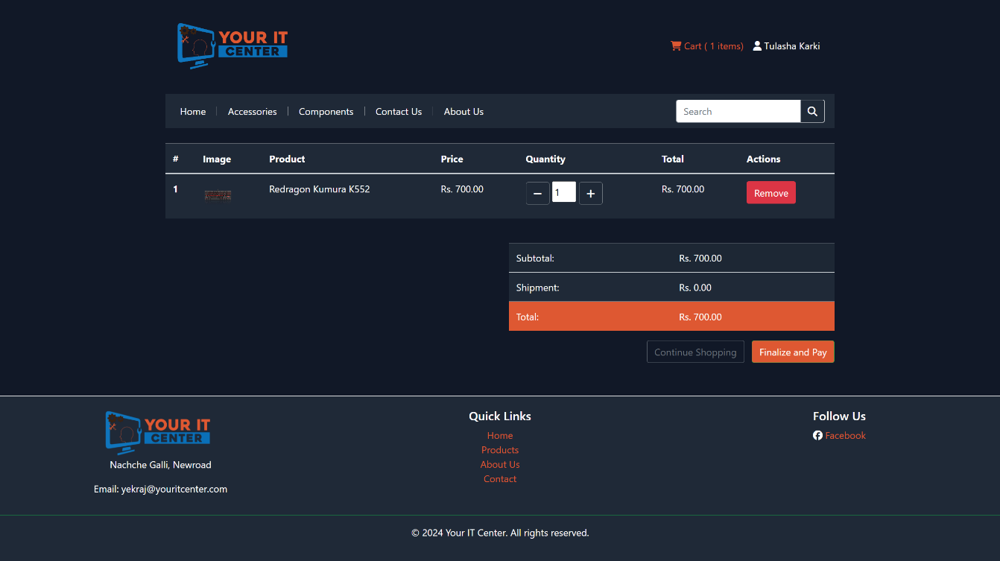 YOUR IT
CENTER
Cart ( 1 items)
Tulasha Karki
Home
Accessories
Components
Contact Us
About Us
Search
# Image Product Price Quantity Total Actions
1 Redragon Kumura K552 Rs. 700.00 1 Rs. 700.00 Remove
Subtotal: Rs. 700.00
Shipment: Rs. 0.00
Total: Rs. 700.00
Continue Shopping
Finalize and Pay
YOUR IT
CENTER
Nachche Galli, Newroad
Email: yekraj@youritcenter.com
Quick Links
Home
Products
About Us
Contact
Follow Us
Facebook
© 2024 Your IT Center. All rights reserved.